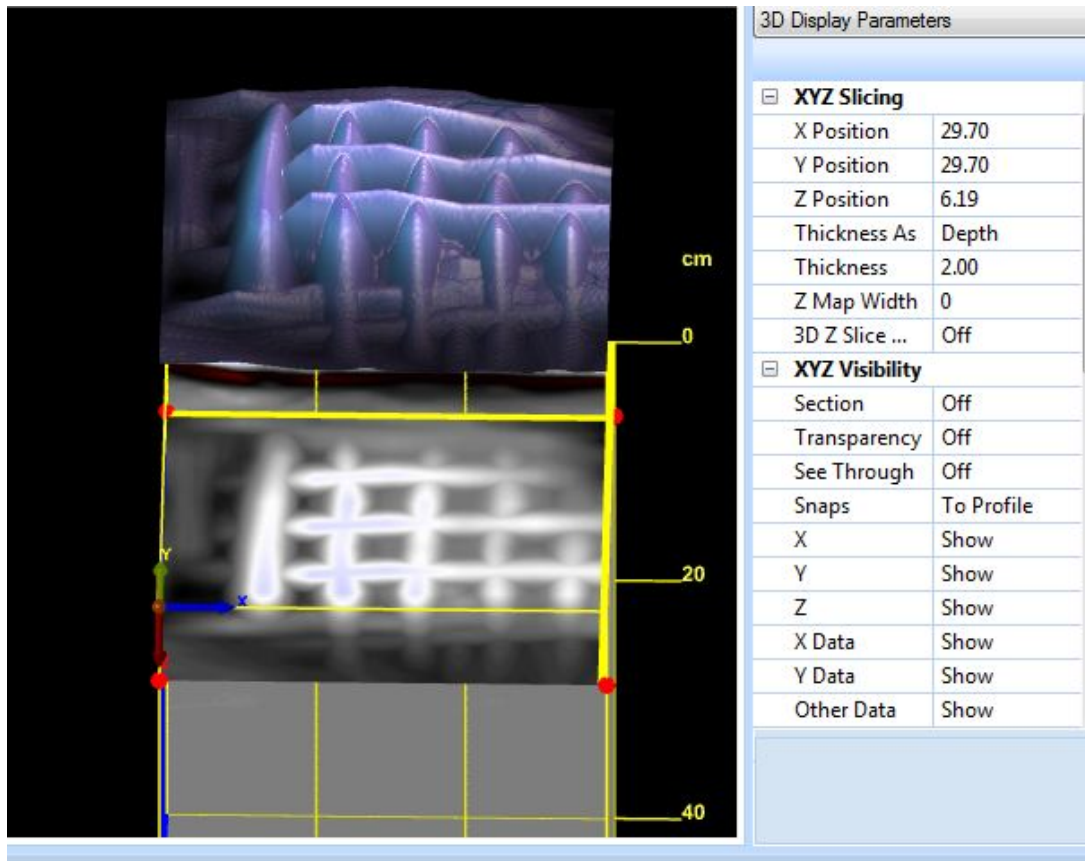 3D Display Parameters
XYZ Slicing
X Position 29.70
Y Position 29.70
Z Position 6.19
Thickness As Depth
Thickness 2.00
Z Map Width 0
3D Z Slice ... Off
XYZ Visibility
Section Off
Transparency Off
See Through Off
Snaps To Profile
X Show
Y Show
Z Show
X Data Show
Y Data Show
Other Data Show
cm
0
20
40
Y
X